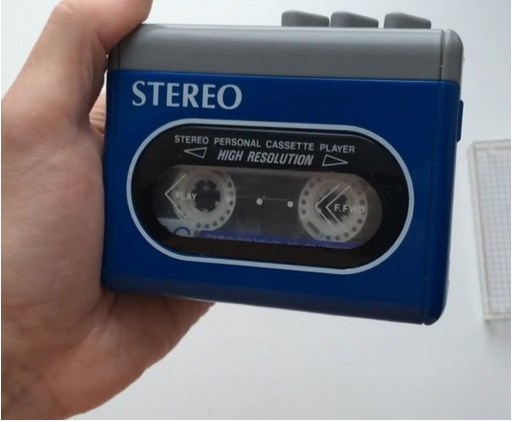 STEREO
STEREO PERSONAL CASSETTE PLAYER
HIGH RESOLUTION
PLAY
F.FWD